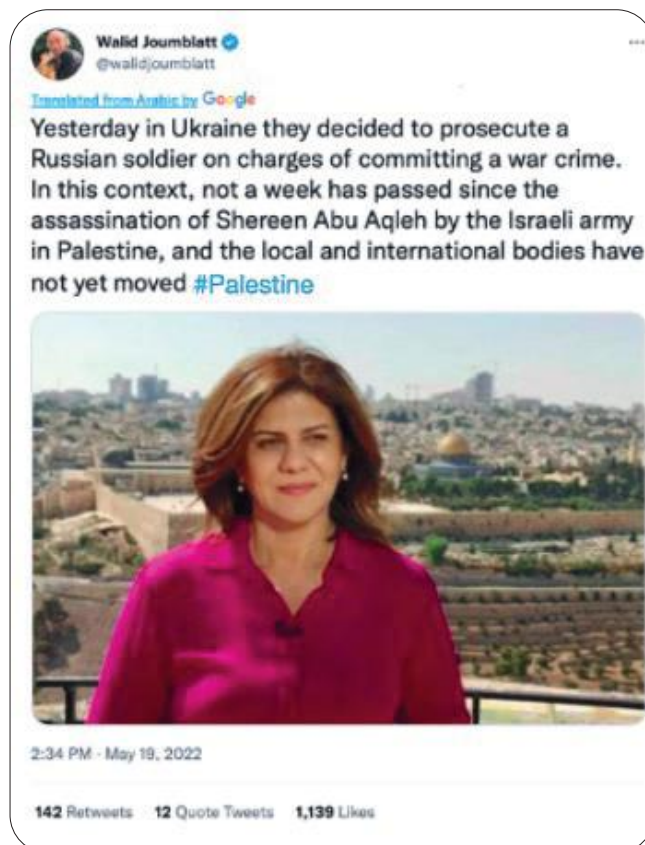 Walid Joumblatt
@walidjoumblatt
Translated from Arabic by Google
Yesterday in Ukraine they decided to prosecute a
Russian soldier on charges of committing a war crime.
In this context, not a week has passed since the
assassination of Shereen Abu Aqleh by the Israeli army
in Palestine, and the local and international bodies have
not yet moved #Palestine
2:34 PM · May 19, 2022
142 Retweets 12 Quote Tweets 1,139 Likes